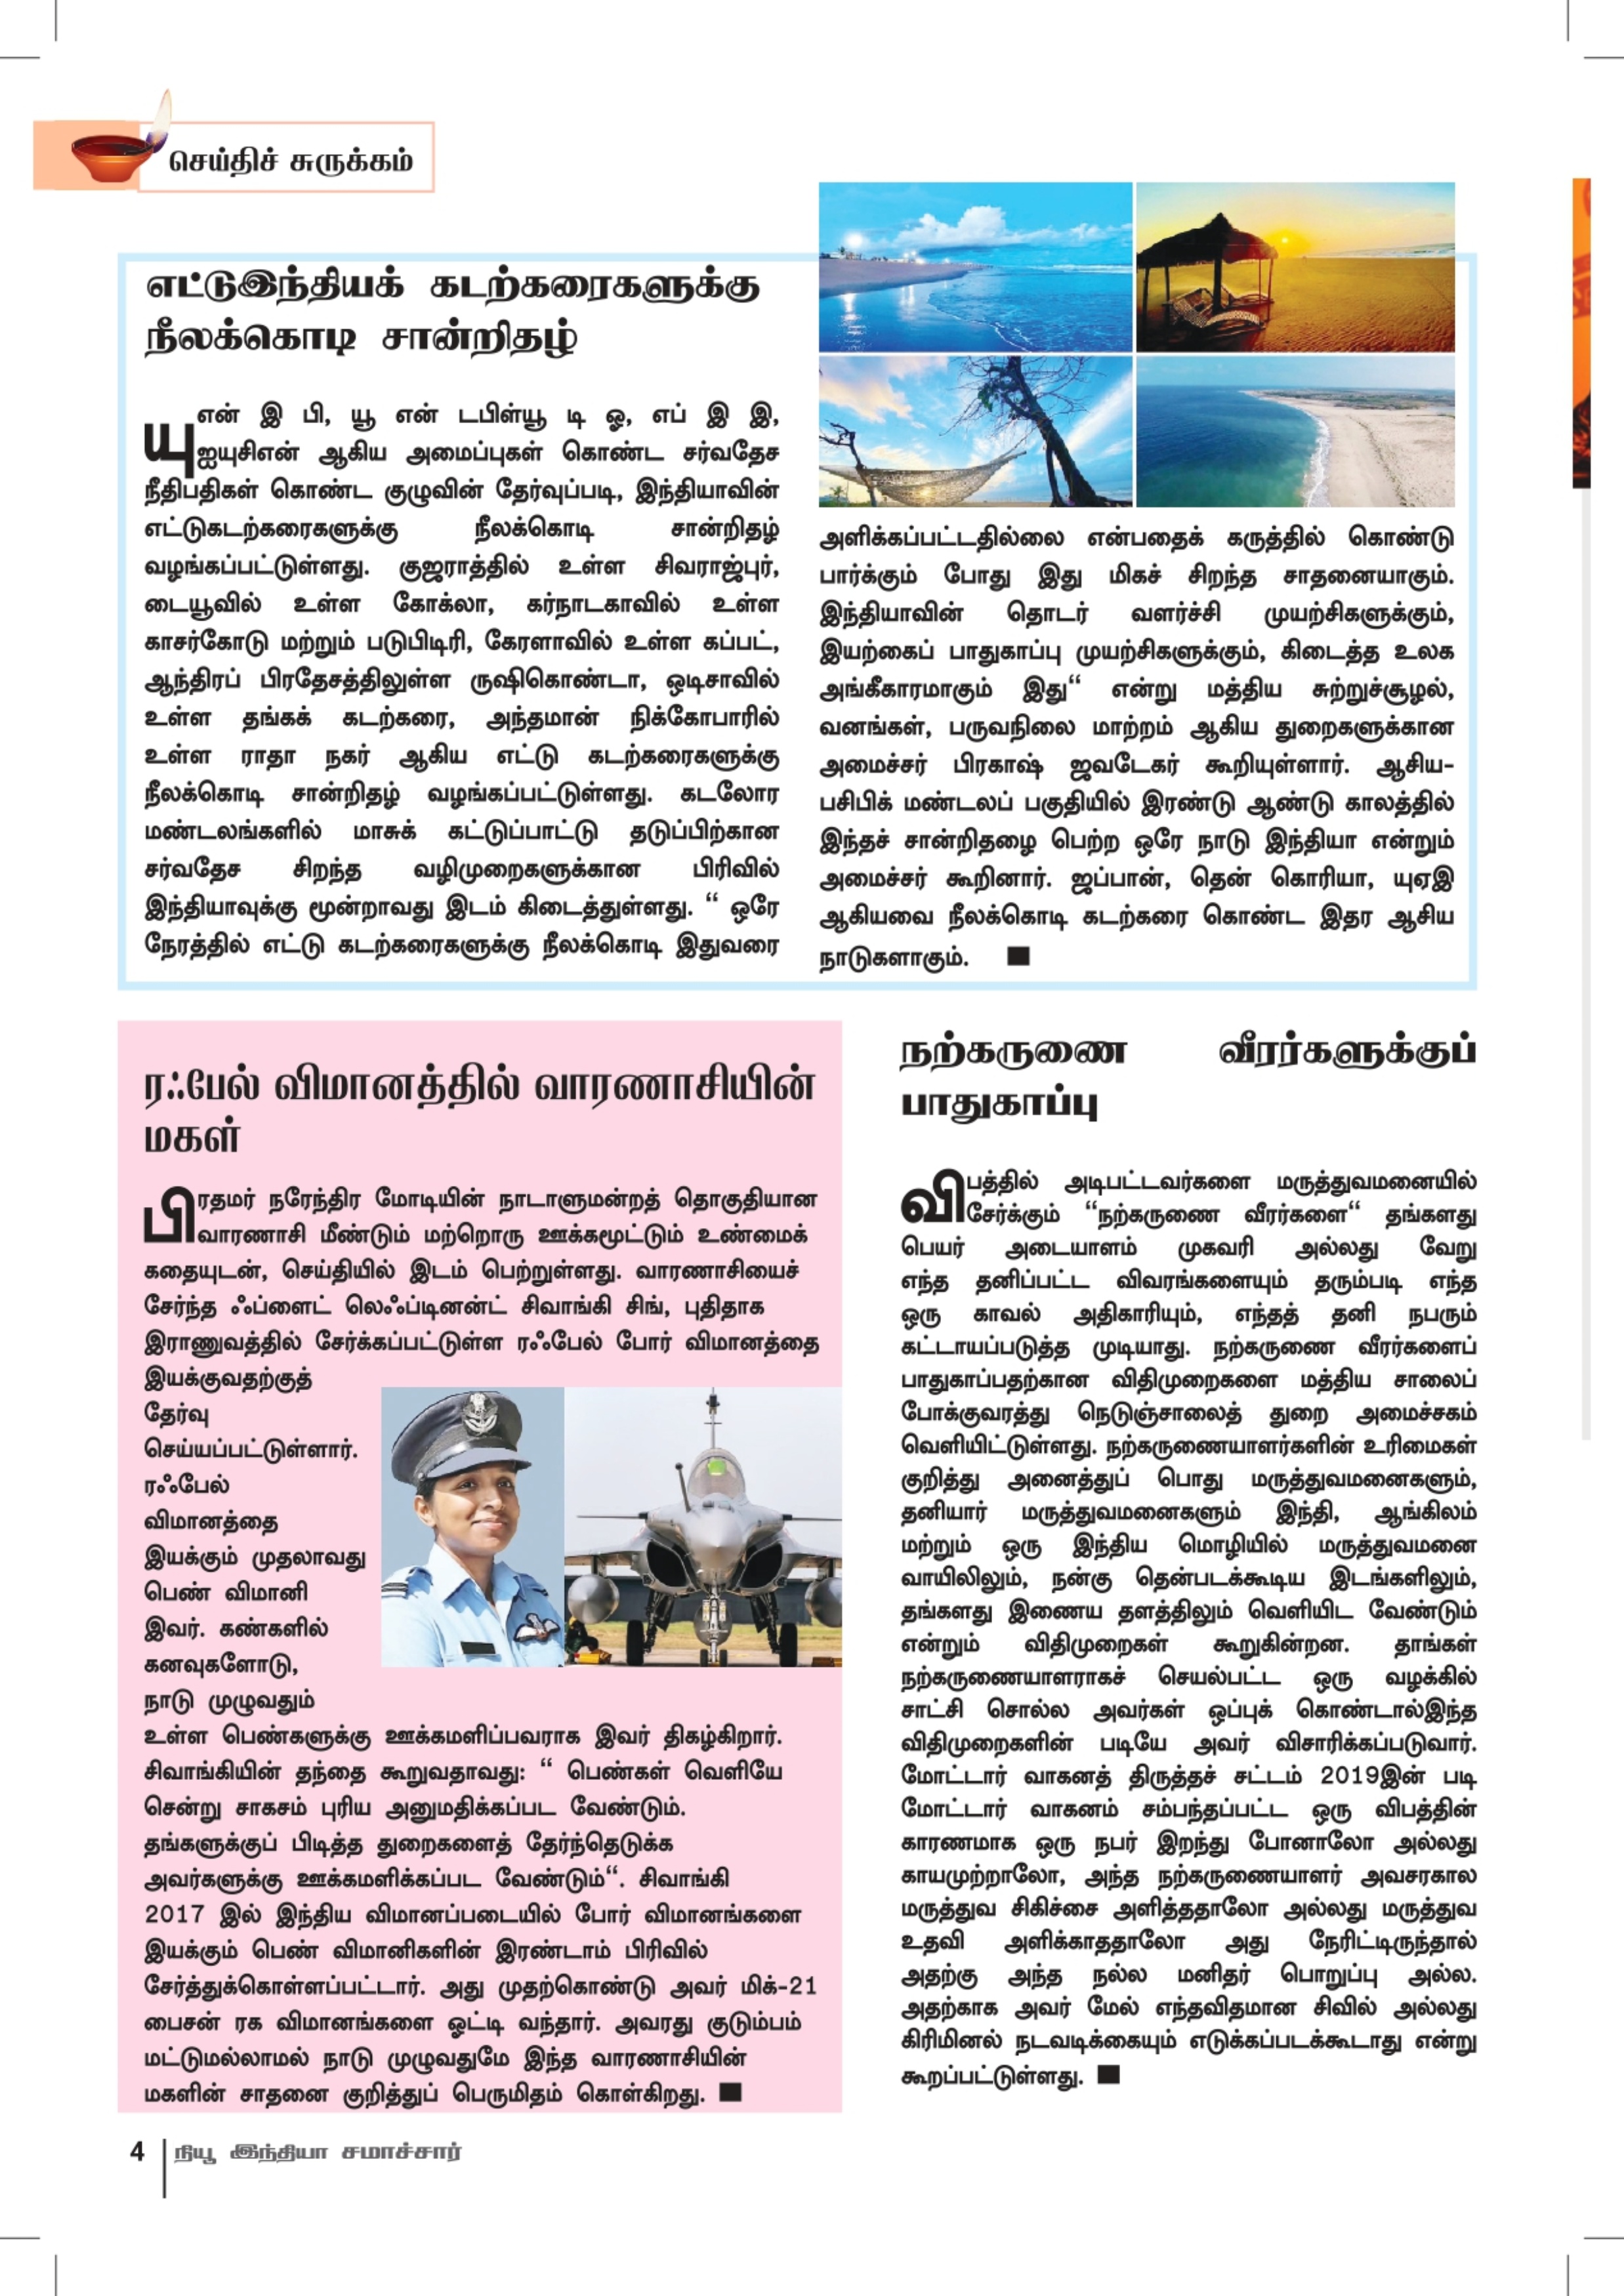 செய்திச் சுருக்கம்
எட்டுஇந்தியக் கடற்கரைகளுக்கு
நீலக்கொடி சான்றிதழ்
யுஎன் இ பி, யூ என் டபிள்யூ டி ஓ, எப் இ இ,
ஐயுசிஎன் ஆகிய அமைப்புகள் கொண்ட சர்வதேச
நீதிபதிகள் கொண்ட குழுவின் தேர்வுப்படி, இந்தியாவின்
எட்டுகடற்கரைகளுக்கு நீலக்கொடி சான்றிதழ்
வழங்கப்பட்டுள்ளது. குஜராத்தில் உள்ள சிவராஜ்புர்,
டையூவில் உள்ள கோக்லா, கர்நாடகாவில் உள்ள
காசர்கோடு மற்றும் படுபிடிரி, கேரளாவில் உள்ள கப்பட்,
ஆந்திரப் பிரதேசத்திலுள்ள ருஷிகொண்டா, ஒடிசாவில்
உள்ள தங்கக் கடற்கரை, அந்தமான் நிக்கோபாரில்
உள்ள ராதா நகர் ஆகிய எட்டு கடற்கரைகளுக்கு
நீலக்கொடி சான்றிதழ் வழங்கப்பட்டுள்ளது. கடலோர
மண்டலங்களில் மாசுக் கட்டுப்பாட்டு தடுப்பிற்கான
சர்வதேச சிறந்த வழிமுறைகளுக்கான பிரிவில்
இந்தியாவுக்கு மூன்றாவது இடம் கிடைத்துள்ளது. “ ஒரே
நேரத்தில் எட்டு கடற்கரைகளுக்கு நீலக்கொடி இதுவரை
அளிக்கப்பட்டதில்லை என்பதைக் கருத்தில் கொண்டு
பார்க்கும் போது இது மிகச் சிறந்த சாதனையாகும்.
இந்தியாவின் தொடர் வளர்ச்சி முயற்சிகளுக்கும்,
இயற்கைப் பாதுகாப்பு முயற்சிகளுக்கும், கிடைத்த உலக
அங்கீகாரமாகும் இது“ என்று மத்திய சுற்றுச்சூழல்,
வனங்கள், பருவநிலை மாற்றம் ஆகிய துறைகளுக்கான
அமைச்சர் பிரகாஷ் ஜவடேகர் கூறியுள்ளார். ஆசிய-
பசிபிக் மண்டலப் பகுதியில் இரண்டு ஆண்டு காலத்தில்
இந்தச் சான்றிதழை பெற்ற ஒரே நாடு இந்தியா என்றும்
அமைச்சர் கூறினார். ஜப்பான், தென் கொரியா, யுஏஇ
ஆகியவை நீலக்கொடி கடற்கரை கொண்ட இதர ஆசிய
நாடுகளாகும். ■
ரஃபேல் விமானத்தில் வாரணாசியின்
மகள்
பிரதமர் நரேந்திர மோடியின் நாடாளுமன்றத் தொகுதியான
வாரணாசி மீண்டும் மற்றொரு ஊக்கமூட்டும் உண்மைக்
கதையுடன், செய்தியில் இடம் பெற்றுள்ளது. வாரணாசியைச்
சேர்ந்த ஃப்ளைட் லெஃப்டினன்ட் சிவாங்கி சிங், புதிதாக
இராணுவத்தில் சேர்க்கப்பட்டுள்ள ரஃபேல் போர் விமானத்தை
இயக்குவதற்குத்
தேர்வு
செய்யப்பட்டுள்ளார்.
ரஃபேல்
விமானத்தை
இயக்கும் முதலாவது
பெண் விமானி
இவர். கண்களில்
கனவுகளோடு,
நாடு முழுவதும்
உள்ள பெண்களுக்கு ஊக்கமளிப்பவராக இவர் திகழ்கிறார்.
சிவாங்கியின் தந்தை கூறுவதாவது: “ பெண்கள் வெளியே
சென்று சாகசம் புரிய அனுமதிக்கப்பட வேண்டும்.
தங்களுக்குப் பிடித்த துறைகளைத் தேர்ந்தெடுக்க
அவர்களுக்கு ஊக்கமளிக்கப்பட வேண்டும்“. சிவாங்கி
2017 இல் இந்திய விமானப்படையில் போர் விமானங்களை
இயக்கும் பெண் விமானிகளின் இரண்டாம் பிரிவில்
சேர்த்துக்கொள்ளப்பட்டார். அது முதற்கொண்டு அவர் மிக்-21
பைசன் ரக விமானங்களை ஓட்டி வந்தார். அவரது குடும்பம்
மட்டுமல்லாமல் நாடு முழுவதுமே இந்த வாரணாசியின்
மகளின் சாதனை குறித்துப் பெருமிதம் கொள்கிறது. ■
நற்கருணை வீரர்களுக்குப்
பாதுகாப்பு
விபத்தில் அடிபட்டவர்களை மருத்துவமனையில்
சேர்க்கும் “நற்கருணை வீரர்களை“ தங்களது
பெயர் அடையாளம் முகவரி அல்லது வேறு
எந்த தனிப்பட்ட விவரங்களையும் தரும்படி எந்த
ஒரு காவல் அதிகாரியும், எந்தத் தனி நபரும்
கட்டாயப்படுத்த முடியாது. நற்கருணை வீரர்களைப்
பாதுகாப்பதற்கான விதிமுறைகளை மத்திய சாலைப்
போக்குவரத்து நெடுஞ்சாலைத் துறை அமைச்சகம்
வெளியிட்டுள்ளது. நற்கருணையாளர்களின் உரிமைகள்
குறித்து அனைத்துப் பொது மருத்துவமனைகளும்,
தனியார் மருத்துவமனைகளும் இந்தி, ஆங்கிலம்
மற்றும் ஒரு இந்திய மொழியில் மருத்துவமனை
வாயிலிலும், நன்கு தென்படக்கூடிய இடங்களிலும்,
தங்களது இணைய தளத்திலும் வெளியிட வேண்டும்
என்றும் விதிமுறைகள் கூறுகின்றன. தாங்கள்
நற்கருணையாளராகச் செயல்பட்ட ஒரு வழக்கில்
சாட்சி சொல்ல அவர்கள் ஒப்புக் கொண்டால்இந்த
விதிமுறைகளின் படியே அவர் விசாரிக்கப்படுவார்.
மோட்டார் வாகனத் திருத்தச் சட்டம் 2019இன் படி
மோட்டார் வாகனம் சம்பந்தப்பட்ட ஒரு விபத்தின்
காரணமாக ஒரு நபர் இறந்து போனாலோ அல்லது
காயமுற்றாலோ, அந்த நற்கருணையாளர் அவசரகால
மருத்துவ சிகிச்சை அளித்ததாலோ அல்லது மருத்துவ
உதவி அளிக்காததாலோ அது நேரிட்டிருந்தால்
அதற்கு அந்த நல்ல மனிதர் பொறுப்பு அல்ல.
அதற்காக அவர் மேல் எந்தவிதமான சிவில் அல்லது
கிரிமினல் நடவடிக்கையும் எடுக்கப்படக்கூடாது என்று
கூறப்பட்டுள்ளது. ■
4 நியூ இந்தியா சமாச்சார்